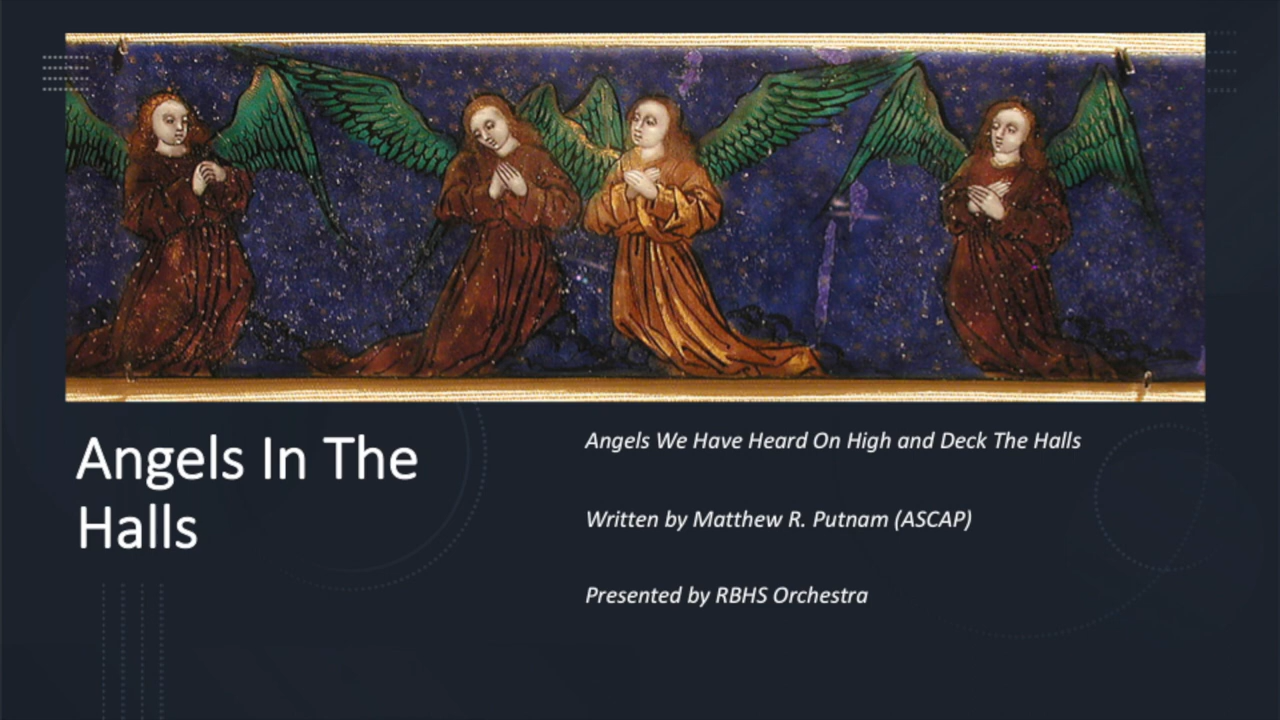 Angels In The
Halls
Angels We Have Heard On High and Deck The Halls
Written by Matthew R. Putnam (ASCAP)
Presented by RBHS Orchestra